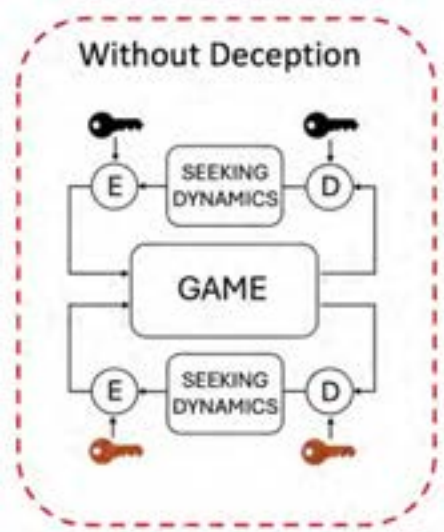 Without Deception
E
SEEKING
DYNAMICS
D
GAME
E
SEEKING
DYNAMICS
D